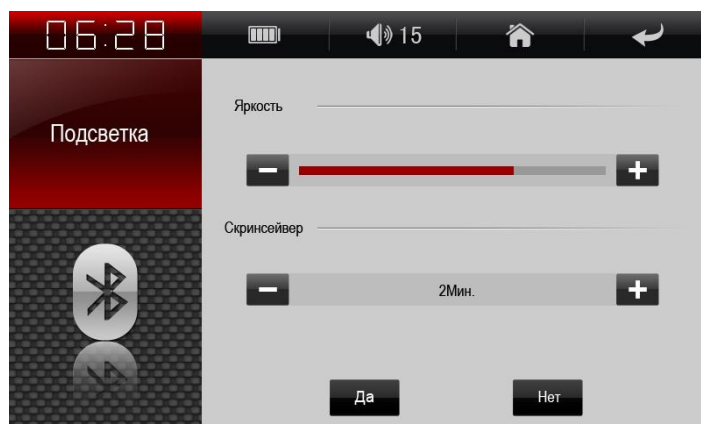 06:28
15
Подсветка
Яркость
Скринсейвер
2Мин.
Да
Нет